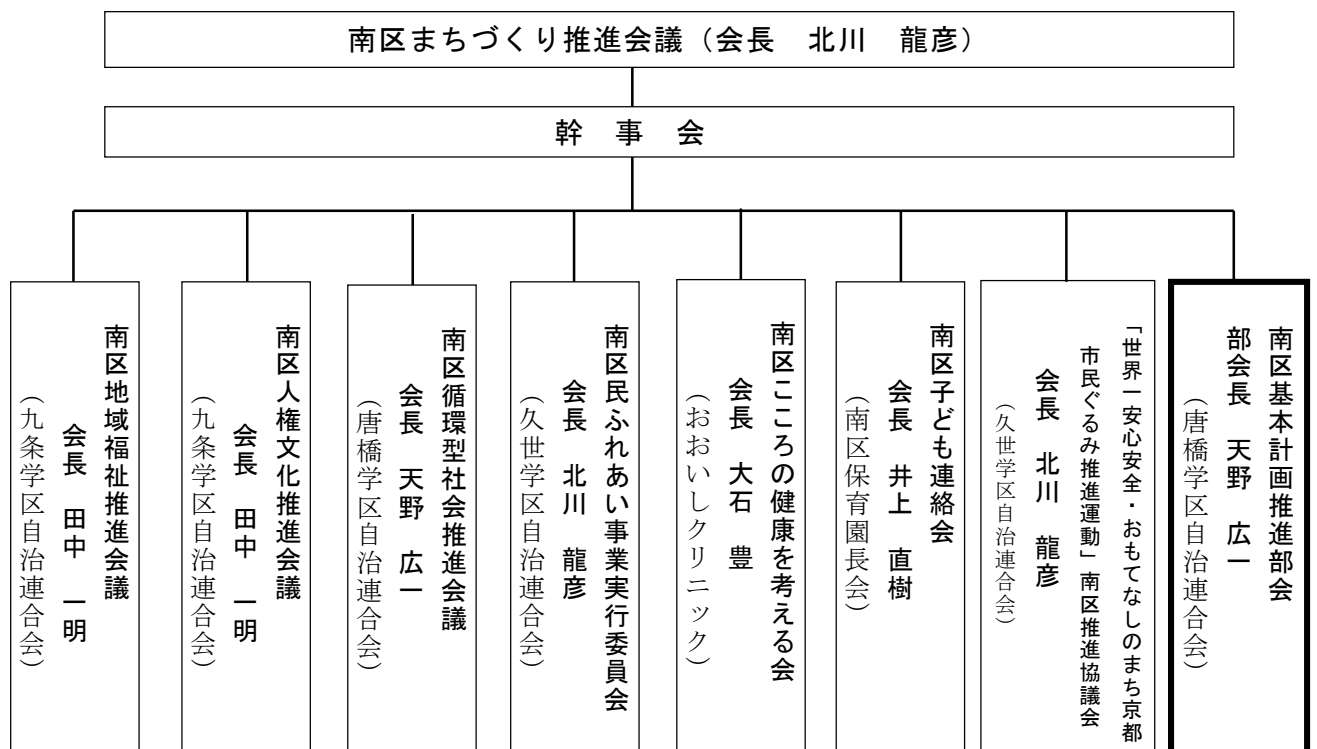 南区まちづくり推進会議（会長　北川　龍彦）
幹　事　会
南区地域福祉推進会議
会長　田中　一明
（九条学区自治連合会）
南区人権文化推進会議
会長　田中　一明
（九条学区自治連合会）
南区循環型社会推進会議
会長　天野　広一
（唐橋学区自治連合会）
南区民ふれあい事業実行委員会
会長　北川　龍彦
（久世学区自治連合会）
南区こころの健康を考える会
会長　大石　豊
（おおいしクリニック）
南区子ども連絡会
会長　井上　直樹
（南区保育園長会）
「世界一安心安全・おもてなしのまち京都
市民ぐるみ推進運動」南区推進協議会
会長　北川　龍彦
（久世学区自治連合会）
南区基本計画推進部会
部会長　天野　広一
（唐橋学区自治連合会）